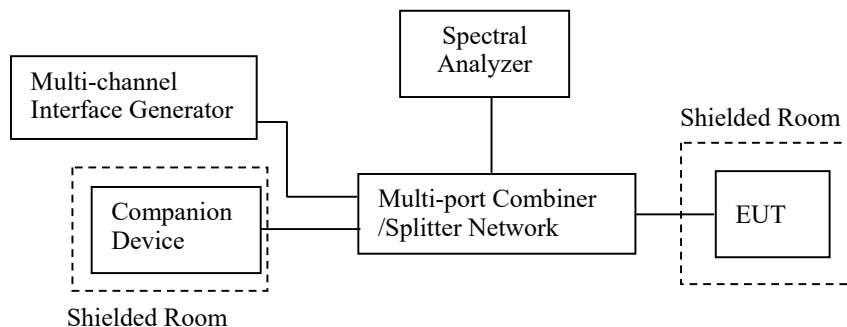 Spectral
Analyzer
Multi-channel
Interface Generator
Shielded Room
Multi-port Combiner
/Splitter Network
EUT
Companion
Device
Shielded Room